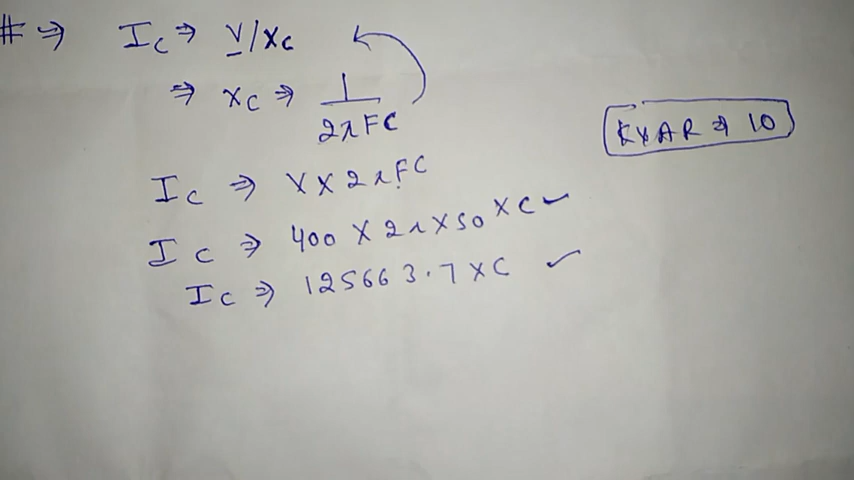 # ⇒ Ic ⇒ V/Xc
⇒ Xc ⇒ 1/2πFC
KVAR ⇒ 10
Ic ⇒ V X 2πFC
Ic ⇒ 400 X 2π X 50 X C ✓
Ic ⇒ 125663.7 X C ✓